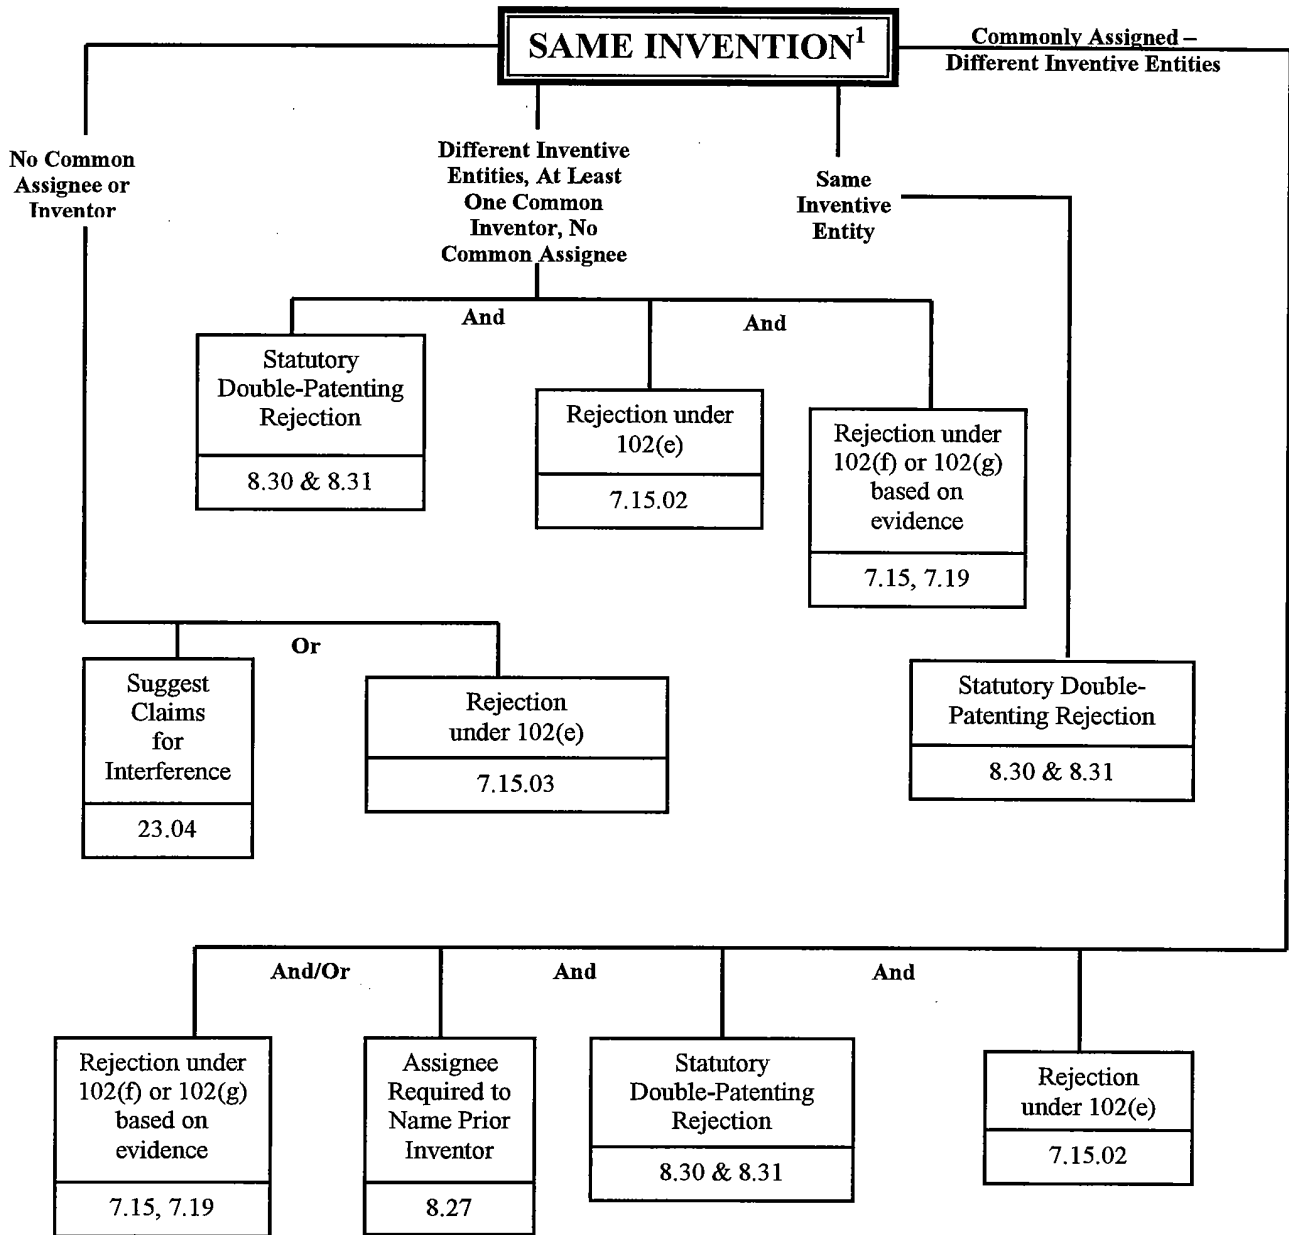 SAME INVENTION¹
Commonly Assigned –
Different Inventive Entities
No Common
Assignee or
Inventor
Different Inventive
Entities, At Least
One Common
Inventor, No
Common Assignee
Same
Inventive
Entity
And
And
Statutory
Double-Patenting
Rejection
8.30 & 8.31
Rejection under
102(e)
7.15.02
Rejection under
102(f) or 102(g)
based on
evidence
7.15, 7.19
Or
Suggest
Claims
for
Interference
23.04
Rejection
under 102(e)
7.15.03
Statutory Double-
Patenting Rejection
8.30 & 8.31
And/Or
And
And
Rejection under
102(f) or 102(g)
based on
evidence
7.15, 7.19
Assignee
Required to
Name Prior
Inventor
8.27
Statutory
Double-Patenting
Rejection
8.30 & 8.31
Rejection
under 102(e)
7.15.02